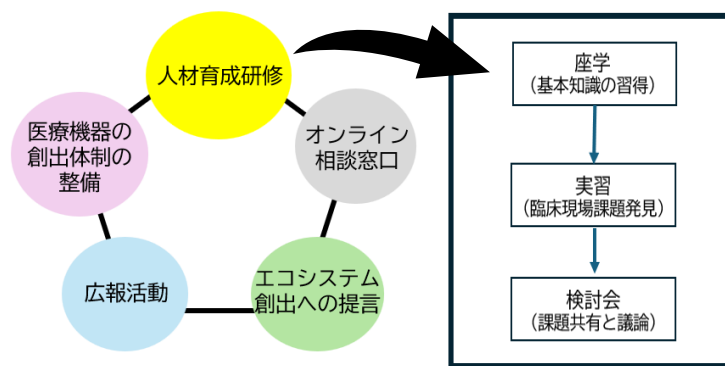 人材育成研修
オンライン
相談窓口
エコシステム
創出への提言
広報活動
医療機器の
創出体制の
整備
座学
（基本知識の習得）
実習
（臨床現場課題発見）
検討会
（課題共有と議論）